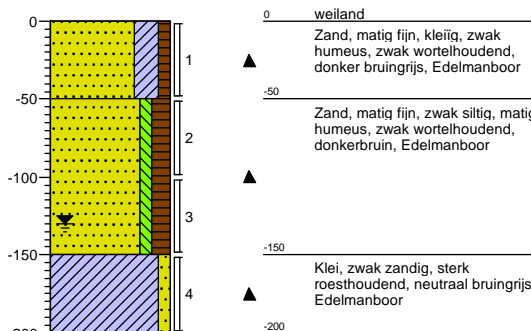 0
0
weiland
Zand, matig fijn, kleiïg, zwak
humeus, zwak wortelhoudend,
donker bruingrijs, Edelmanboor
1
-50
-50
Zand, matig fijn, zwak siltig, matig
humeus, zwak wortelhoudend,
donkerbruin, Edelmanboor
2
-100
3
-150
-150
Klei, zwak zandig, sterk
roesthoudend, neutraal bruingrijs
Edelmanboor
4
-200
-200